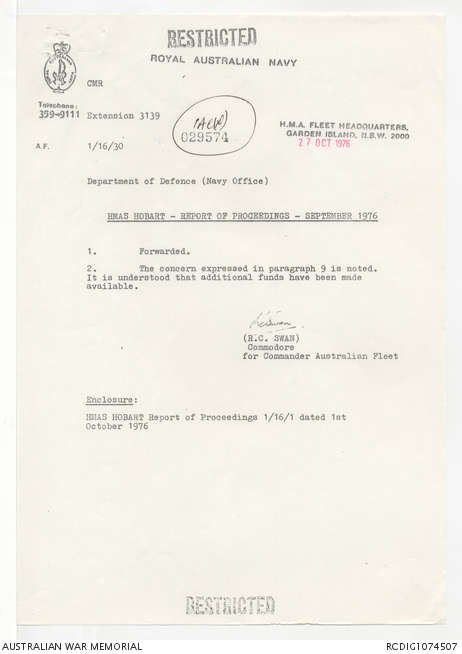 RESTRICTED
ROYAL AUSTRALIAN NAVY
CMR
Telephone:
359-9111 Extension 3139
029574
H.M.A. FLEET HEADQUARTERS,
GARDEN ISLAND, N.S.W. 2000
27 OCT 1976
A.F. 1/16/30
Department of Defence (Navy Office)
HMAS HOBART - REPORT OF PROCEEDINGS - SEPTEMBER 1976
1. Forwarded.
2. The concern expressed in paragraph 9 is noted.
It is understood that additional funds have been made
available.
(R.C. SWAN)
Commodore
for Commander Australian Fleet
Enclosure:
HMAS HOBART Report of Proceedings 1/16/1 dated 1st
October 1976
RESTRICTED
AUSTRALIAN WAR MEMORIAL
RCDIG1074507